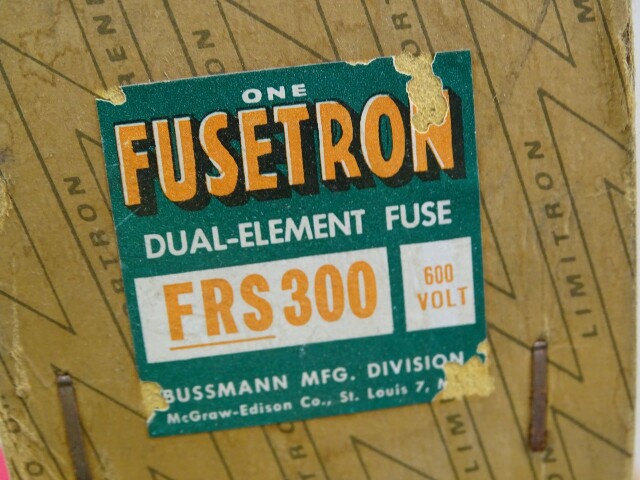 ONE
FUSETRON
DUAL-ELEMENT FUSE
FRS 300
600
VOLT
BUSSMANN MFG. DIVISION
McGraw-Edison Co., St. Louis 7,
LIMITRON